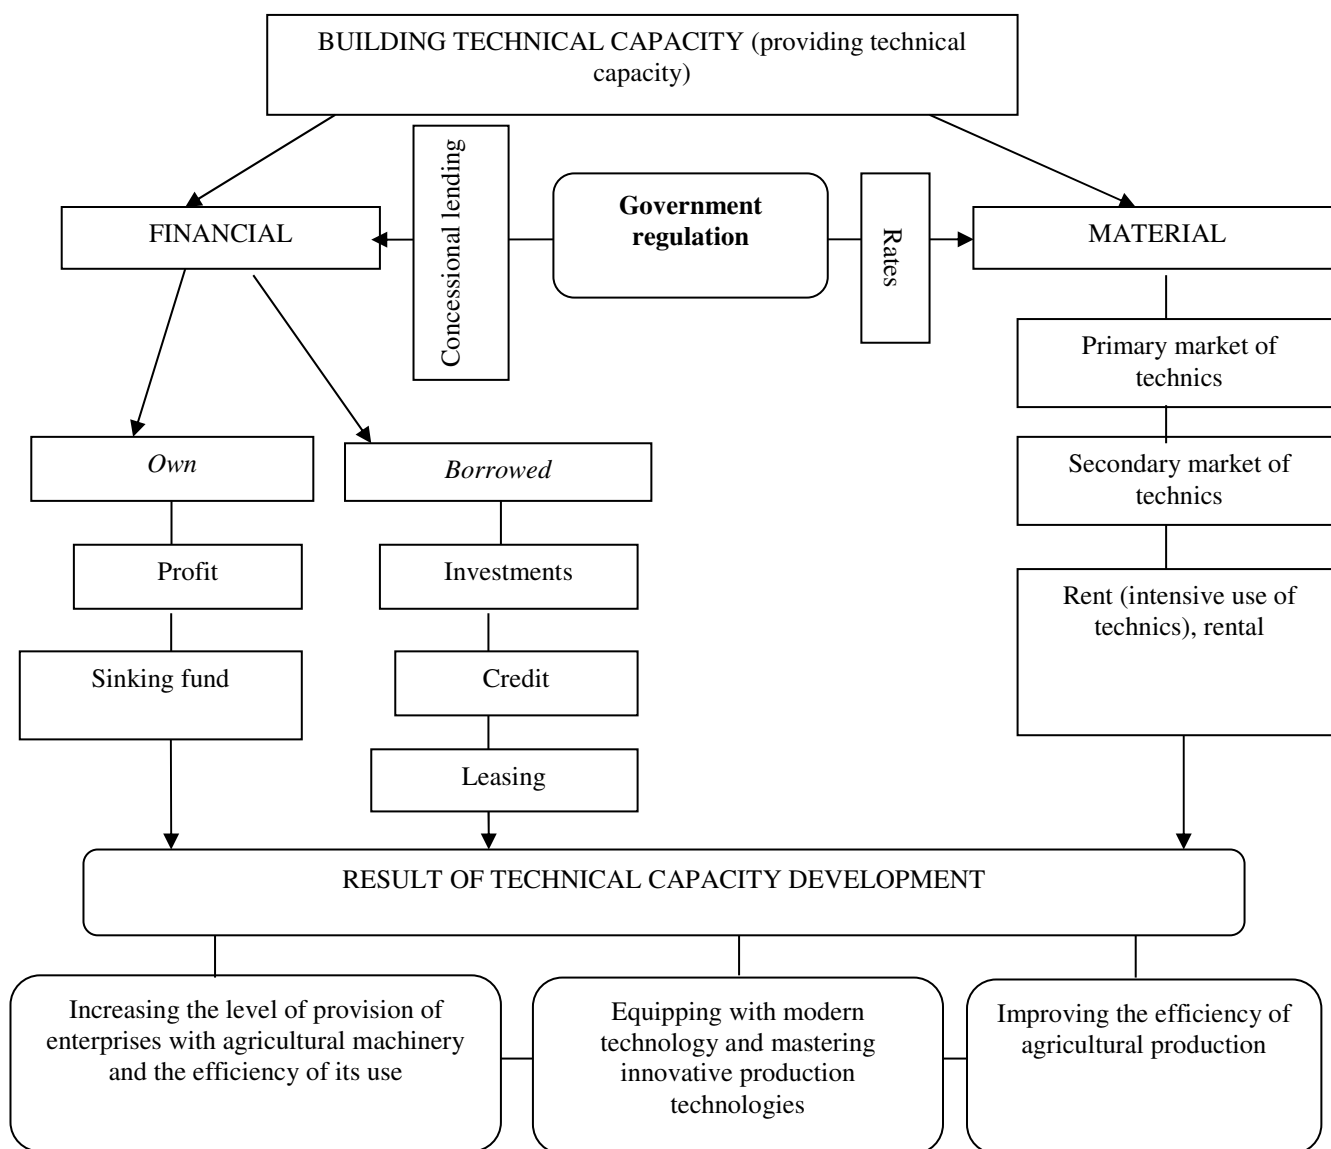 BUILDING TECHNICAL CAPACITY (providing technical
capacity)
Concessional lending
Government
regulation
Rates
FINANCIAL
MATERIAL
Primary market of
technics
Own
Borrowed
Secondary market of
technics
Profit
Investments
Rent (intensive use of
technics), rental
Sinking fund
Credit
Leasing
RESULT OF TECHNICAL CAPACITY DEVELOPMENT
Increasing the level of provision of
enterprises with agricultural machinery
and the efficiency of its use
Equipping with modern
technology and mastering
innovative production
technologies
Improving the efficiency of
agricultural production